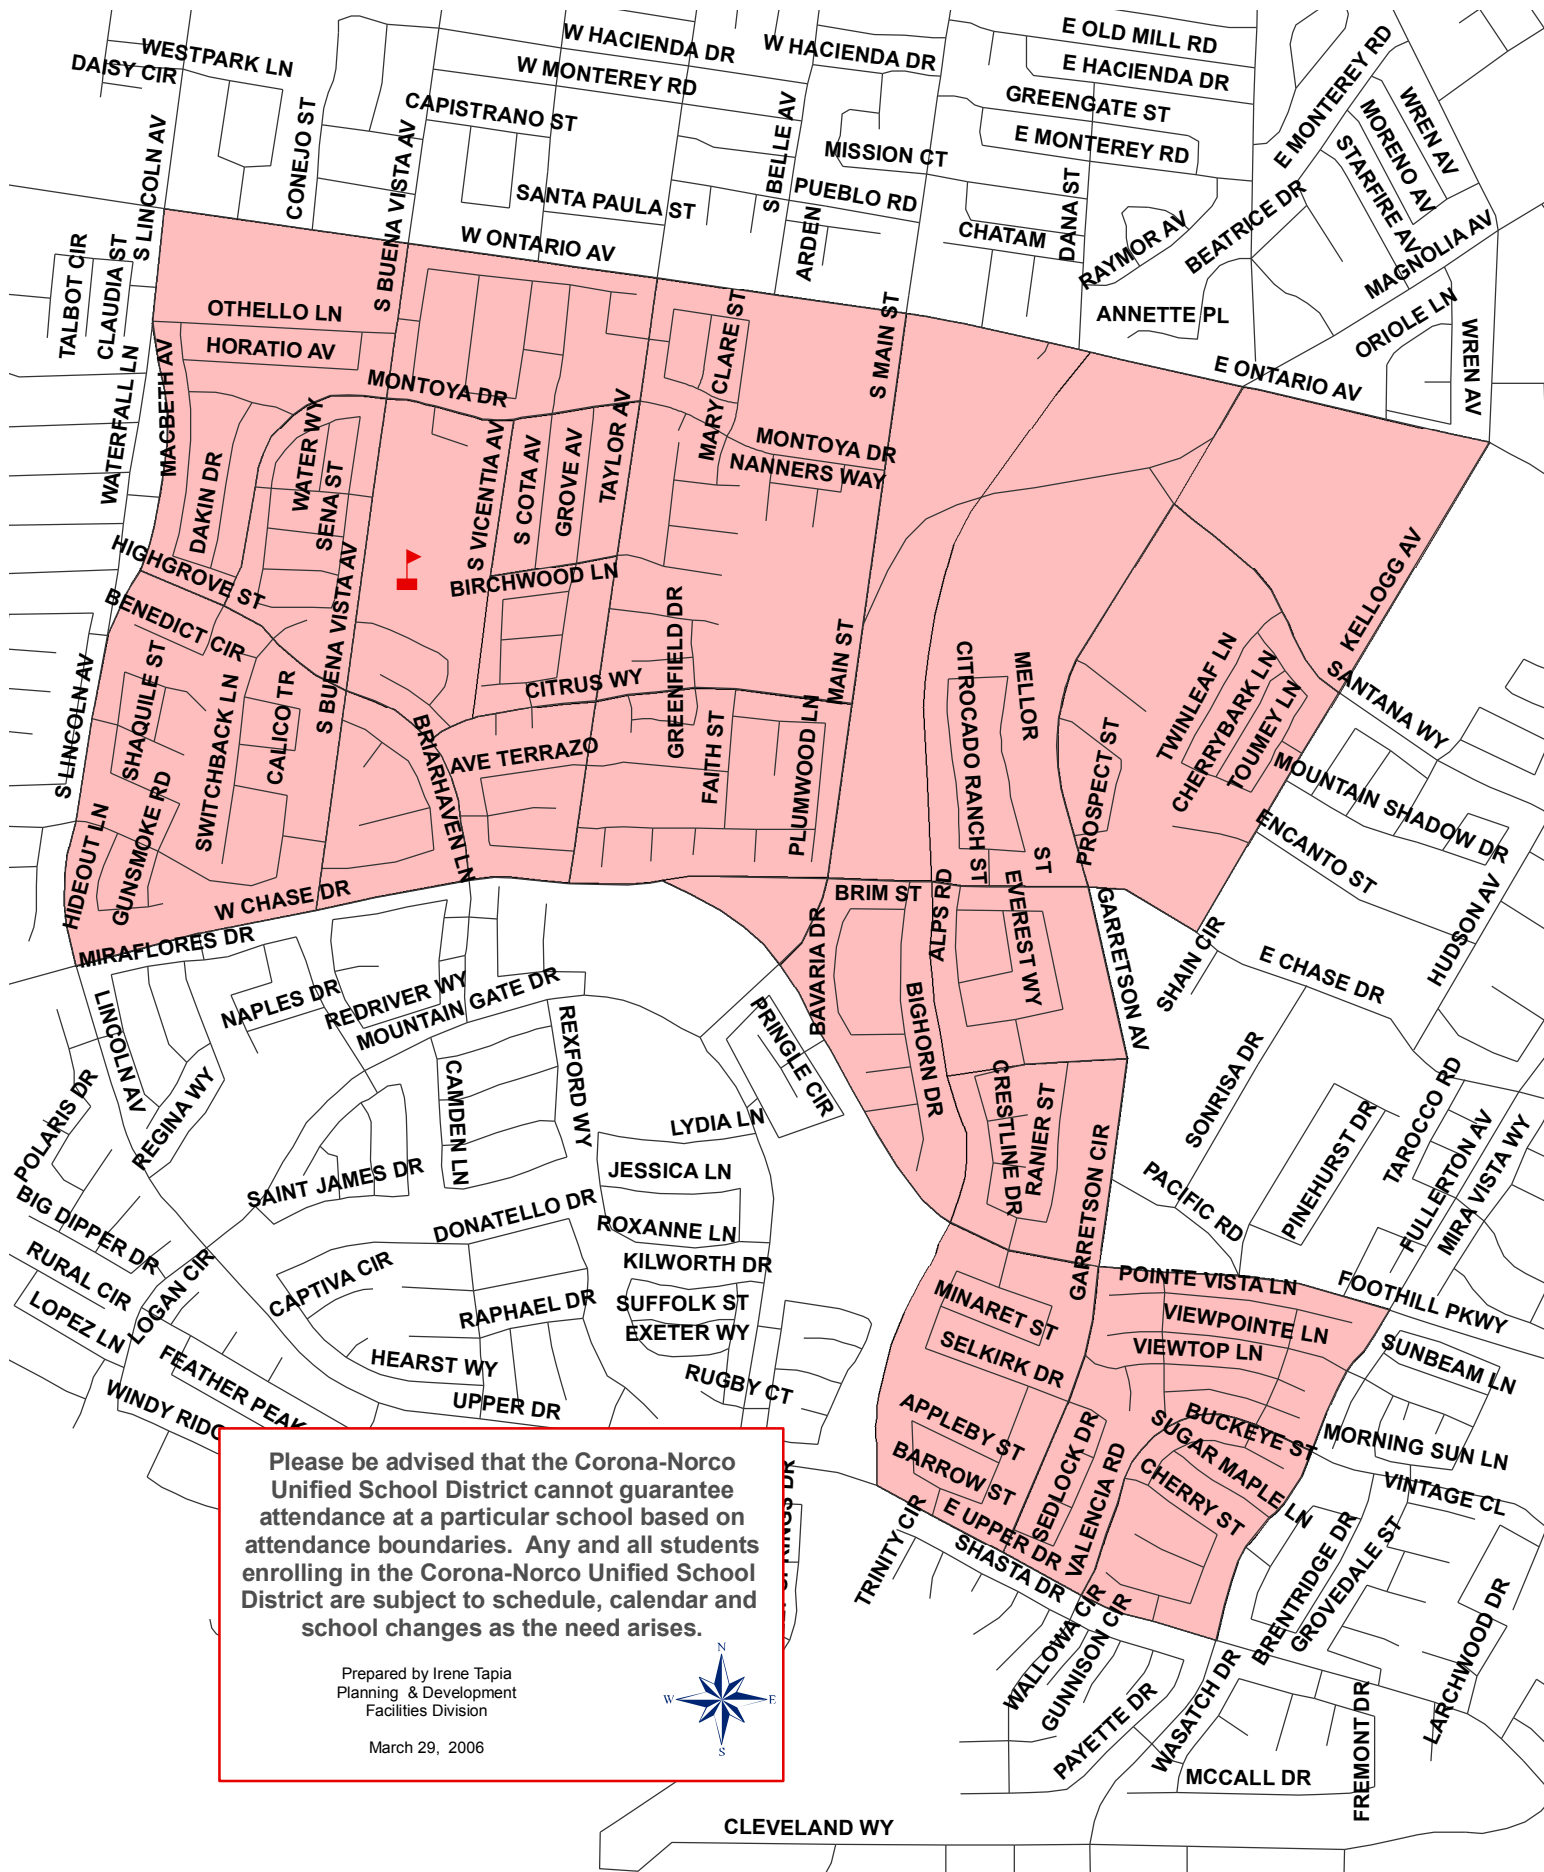 WESTPARK LN
DAISY CIR
W HACIENDA DR
W HACIENDA DR
E OLD MILL RD
W MONTEREY RD
E HACIENDA DR
E MONTEREY RD
CAPISTRANO ST
GREENGATE ST
WREN AV
MORENO AV
CONEJO ST
S LINCOLN AV
S BELLE AV
MISSION CT
E MONTEREY RD
STARFIRE AV
S BUENA VISTA AV
SANTA PAULA ST
PUEBLO RD
DANA ST
BEATRICE DR
TALBOT CIR
CLAUDIA ST
W ONTARIO AV
ARDEN
CHATAM
RAYMOR AV
MAGNOLIA AV
OTHELLO LN
ANNETTE PL
ORIOLE LN
HORATIO AV
MARY CLARE ST
S MAIN ST
E ONTARIO AV
WREN AV
WATERFALL LN
MACBETH AV
MONTOYA DR
WATER WY
S VICENTIA AV
S COTA AV
GROVE AV
TAYLOR AV
MONTOYA DR
NANNERS WAY
DAKIN DR
SENA ST
HIGHGROVE ST
BIRCHWOOD LN
KELLOGG AV
BENEDICT CIR
S BUENA VISTA AV
GREENFIELD DR
MAIN ST
CITROCADO RANCH ST
MELLOR
ST
TWINLEAF LN
CHERRYBARK LN
TOUMEY LN
SANTANA WY
S LINCOLN AV
SHAQUILE ST
SWITCHBACK LN
CALICO TR
CITRUS WY
BRIARHAVEN LN
AVE TERRAZO
FAITH ST
PLUMWOOD LN
PROSPECT ST
MOUNTAIN SHADOW DR
HIDEOUT LN
GUNSMOKE RD
ENCANTO ST
W CHASE DR
BRIM ST
ALPS RD
EVEREST WY
GARRETSON AV
MIRAFLORES DR
BAVARIA DR
SHAIN CIR
E CHASE DR
HUDSON AV
LINCOLN AV
NAPLES DR
REDRIVER WY
MOUNTAIN GATE DR
REXFORD WY
PRINGLE CIR
BIGHORN DR
SONRISA DR
POLARIS DR
REGINA WY
CAMDEN LN
LYDIA LN
CRESTLINE DR
RANIER ST
GARRETSON CIR
PINEHURST DR
TAROCCO RD
FULLERTON AV
MIRA VISTA WY
SAINT JAMES DR
JESSICA LN
PACIFIC RD
BIG DIPPER DR
DONATELLO DR
ROXANNE LN
RURAL CIR
LOGAN CIR
CAPTIVA CIR
KILWORTH DR
POINTE VISTA LN
FOOTHILL PKWY
LOPEZ LN
RAPHAEL DR
SUFFOLK ST
MINARET ST
VIEWPOINTE LN
EXETER WY
SELKIRK DR
VIEWTOP LN
SUNBEAM LN
FEATHER PEAK
HEARST WY
RUGBY CT
WINDY RIDG
UPPER DR
APPLEBY ST
SEDLOCK DR
VALENCIA RD
BUCKEYE ST
SUGAR MAPLE LN
MORNING SUN LN
BARROW ST
CHERRY ST
VINTAGE CL
E UPPER DR
TRINITY CIR
SHASTA DR
BRENTRIDGE DR
GROVEDALE ST
LARCHWOOD DR
WALLOWA CIR
GUNNISON CIR
PAYETTE DR
WASATCH DR
FREMONT DR
MCCALL DR
CLEVELAND WY
Please be advised that the Corona-Norco
Unified School District cannot guarantee
attendance at a particular school based on
attendance boundaries. Any and all students
enrolling in the Corona-Norco Unified School
District are subject to schedule, calendar and
school changes as the need arises.
Prepared by Irene Tapia
Planning & Development
Facilities Division
March 29, 2006
N
W
E
S